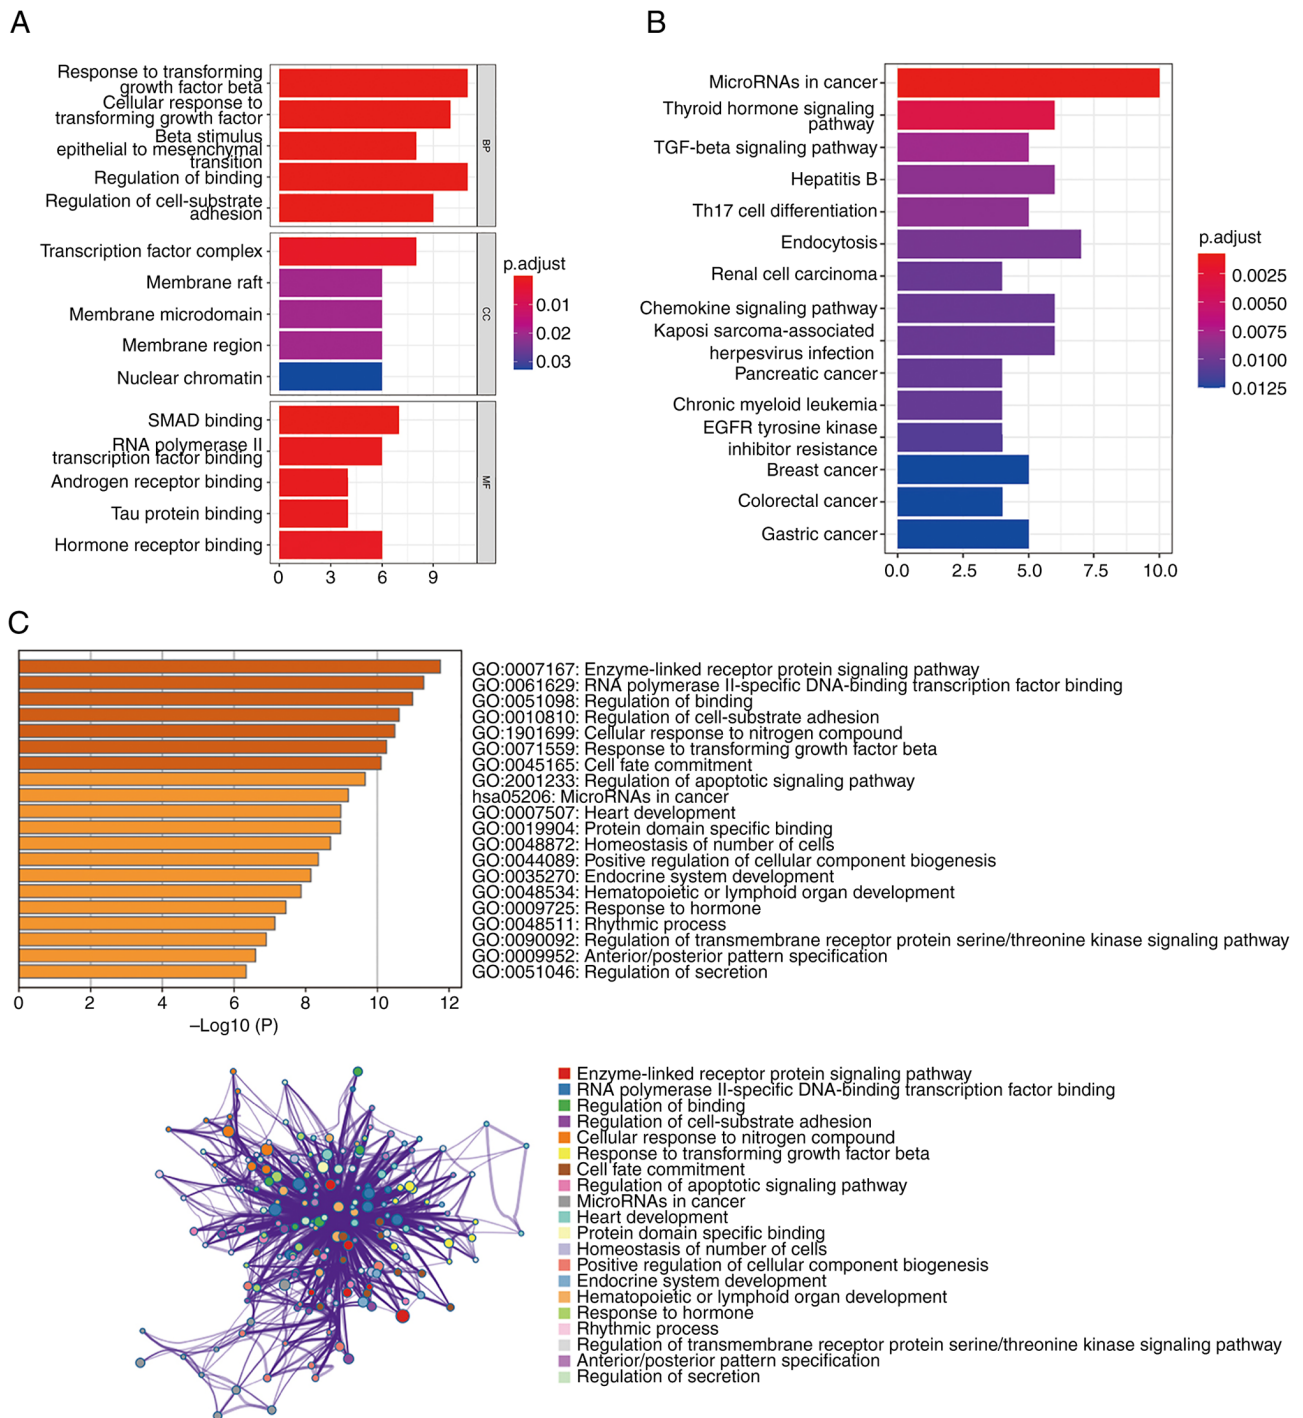 A
Response to transforming
growth factor beta
Cellular response to
transforming growth factor
Beta stimulus
epithelial to mesenchymal
transition
Regulation of binding
Regulation of cell-substrate
adhesion
BP
Transcription factor complex
Membrane raft
Membrane microdomain
Membrane region
Nuclear chromatin
CC
SMAD binding
RNA polymerase II
transcription factor binding
Androgen receptor binding
Tau protein binding
Hormone receptor binding
MF
0 3 6 9
p.adjust
0.01
0.02
0.03
B
MicroRNAs in cancer
Thyroid hormone signaling
pathway
TGF-beta signaling pathway
Hepatitis B
Th17 cell differentiation
Endocytosis
Renal cell carcinoma
Chemokine signaling pathway
Kaposi sarcoma-associated
herpesvirus infection
Pancreatic cancer
Chronic myeloid leukemia
EGFR tyrosine kinase
inhibitor resistance
Breast cancer
Colorectal cancer
Gastric cancer
0.0 2.5 5.0 7.5 10.0
p.adjust
0.0025
0.0050
0.0075
0.0100
0.0125
C
GO:0007167: Enzyme-linked receptor protein signaling pathway
GO:0061629: RNA polymerase II-specific DNA-binding transcription factor binding
GO:0051098: Regulation of binding
GO:0010810: Regulation of cell-substrate adhesion
GO:1901699: Cellular response to nitrogen compound
GO:0071559: Response to transforming growth factor beta
GO:0045165: Cell fate commitment
GO:2001233: Regulation of apoptotic signaling pathway
hsa05206: MicroRNAs in cancer
GO:0007507: Heart development
GO:0019904: Protein domain specific binding
GO:0048872: Homeostasis of number of cells
GO:0044089: Positive regulation of cellular component biogenesis
GO:0035270: Endocrine system development
GO:0048534: Hematopoietic or lymphoid organ development
GO:0009725: Response to hormone
GO:0048511: Rhythmic process
GO:0090092: Regulation of transmembrane receptor protein serine/threonine kinase signaling pathway
GO:0009952: Anterior/posterior pattern specification
GO:0051046: Regulation of secretion
0 2 4 6 8 10 12
–Log10 (P)
Enzyme-linked receptor protein signaling pathway
RNA polymerase II-specific DNA-binding transcription factor binding
Regulation of binding
Regulation of cell-substrate adhesion
Cellular response to nitrogen compound
Response to transforming growth factor beta
Cell fate commitment
Regulation of apoptotic signaling pathway
MicroRNAs in cancer
Heart development
Protein domain specific binding
Homeostasis of number of cells
Positive regulation of cellular component biogenesis
Endocrine system development
Hematopoietic or lymphoid organ development
Response to hormone
Rhythmic process
Regulation of transmembrane receptor protein serine/threonine kinase signaling pathway
Anterior/posterior pattern specification
Regulation of secretion